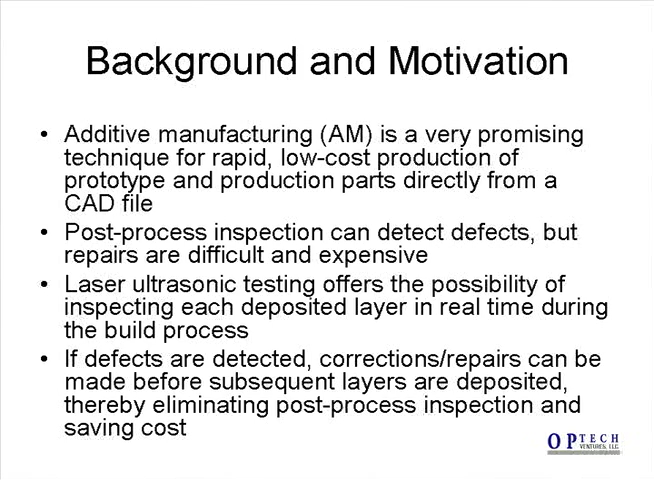 Background and Motivation
• Additive manufacturing (AM) is a very promising
technique for rapid, low-cost production of
prototype and production parts directly from a
CAD file
• Post-process inspection can detect defects, but
repairs are difficult and expensive
• Laser ultrasonic testing offers the possibility of
inspecting each deposited layer in real time during
the build process
• If defects are detected, corrections/repairs can be
made before subsequent layers are deposited,
thereby eliminating post-process inspection and
saving cost
OPTECH
VENTURES, LLC